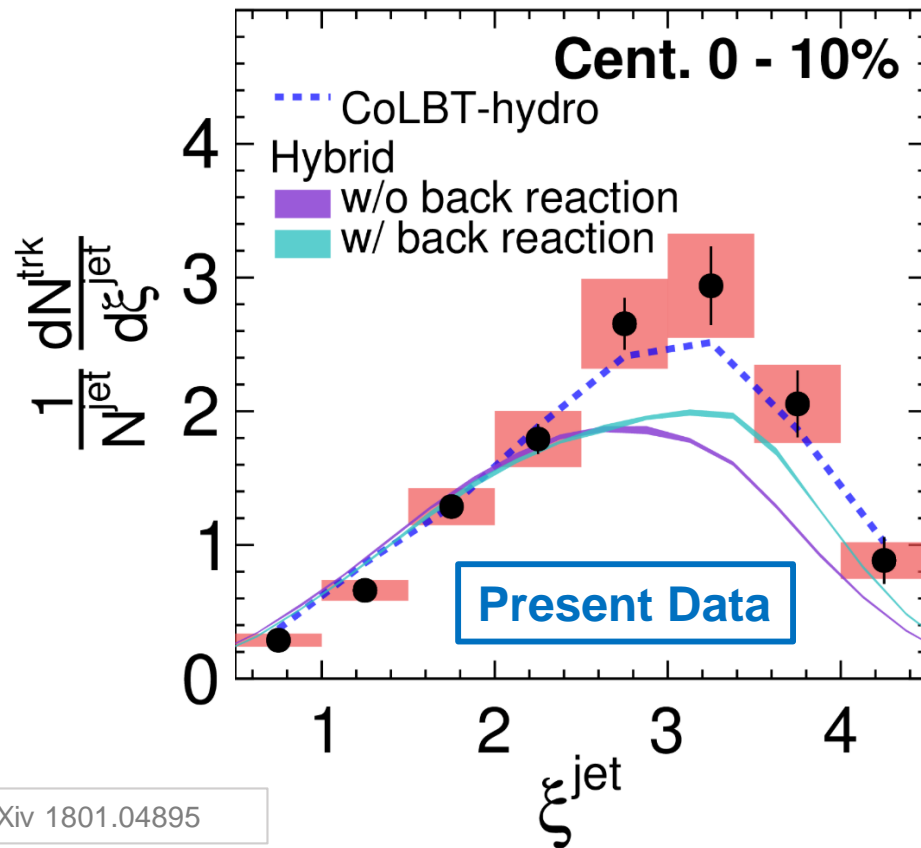 Cent. 0 - 10%
CoLBT-hydro
Hybrid
w/o back reaction
w/ back reaction
4
3
2
1
0
1 dN^trk
N^jet dξ^jet
Present Data
1 2 3 4
ξ^jet
Xiv 1801.04895